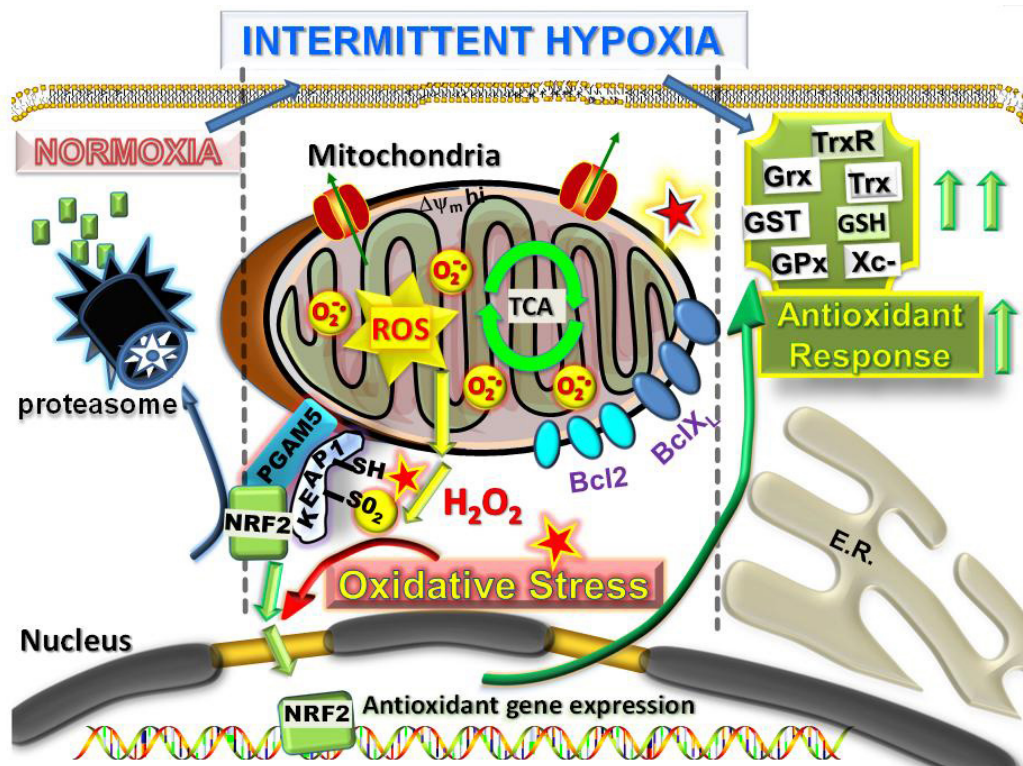 INTERMITTENT HYPOXIA
NORMOXIA
Mitochondria
Δψm hi
TrxR
Grx
Trx
GST
GSH
GPx
Xc-
Antioxidant
Response
O2-•
O2-•
ROS
TCA
O2-•
O2-•
proteasome
PGAM5
KEAP1
SH
SO2
NRF2
H2O2
Bcl2
BclXL
E.R.
Oxidative Stress
Nucleus
NRF2
Antioxidant gene expression